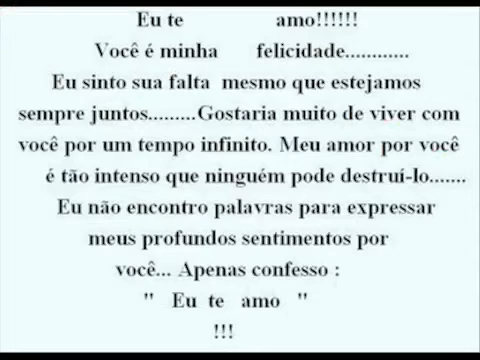 Eu te amo!!!!!!
Você é minha felicidade............
Eu sinto sua falta mesmo que estejamos
sempre juntos.........Gostaria muito de viver com
você por um tempo infinito. Meu amor por você
é tão intenso que ninguém pode destruí-lo.......
Eu não encontro palavras para expressar
meus profundos sentimentos por
você... Apenas confesso :
" Eu te amo "
!!!